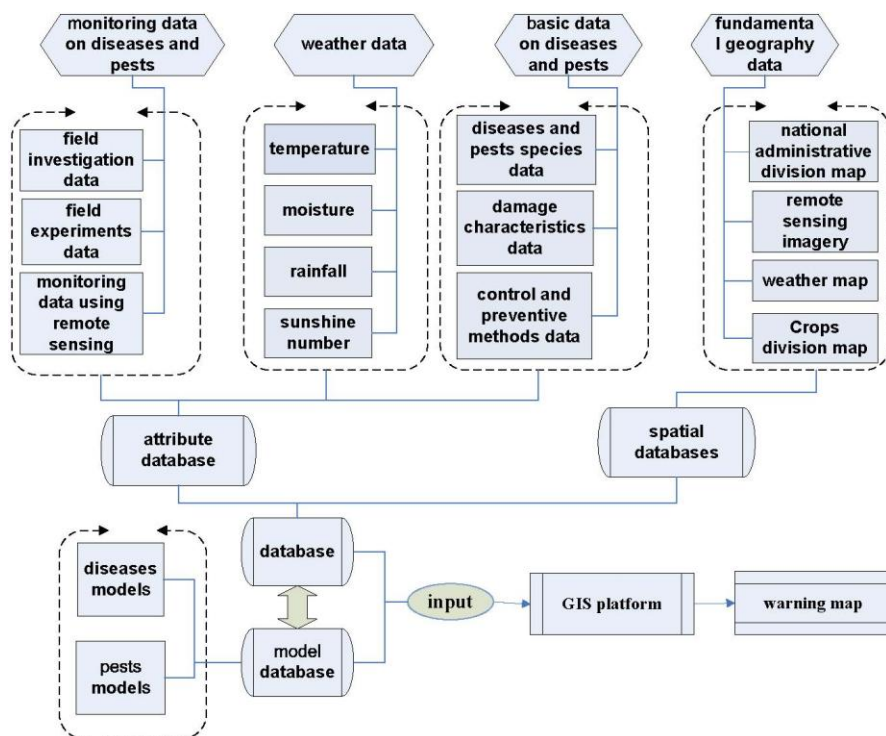 monitoring data
on diseases and
pests
weather data
basic data
on diseases
and pests
fundamenta
l geography
data
field
investigation
data
field
experiments
data
monitoring
data using
remote
sensing
temperature
moisture
rainfall
sunshine
number
diseases and
pests species
data
damage
characteristics
data
control and
preventive
methods data
national
administrative
division map
remote
sensing
imagery
weather map
Crops
division map
attribute
database
spatial
databases
database
diseases
models
input
GIS platform
warning map
pests
models
model
database